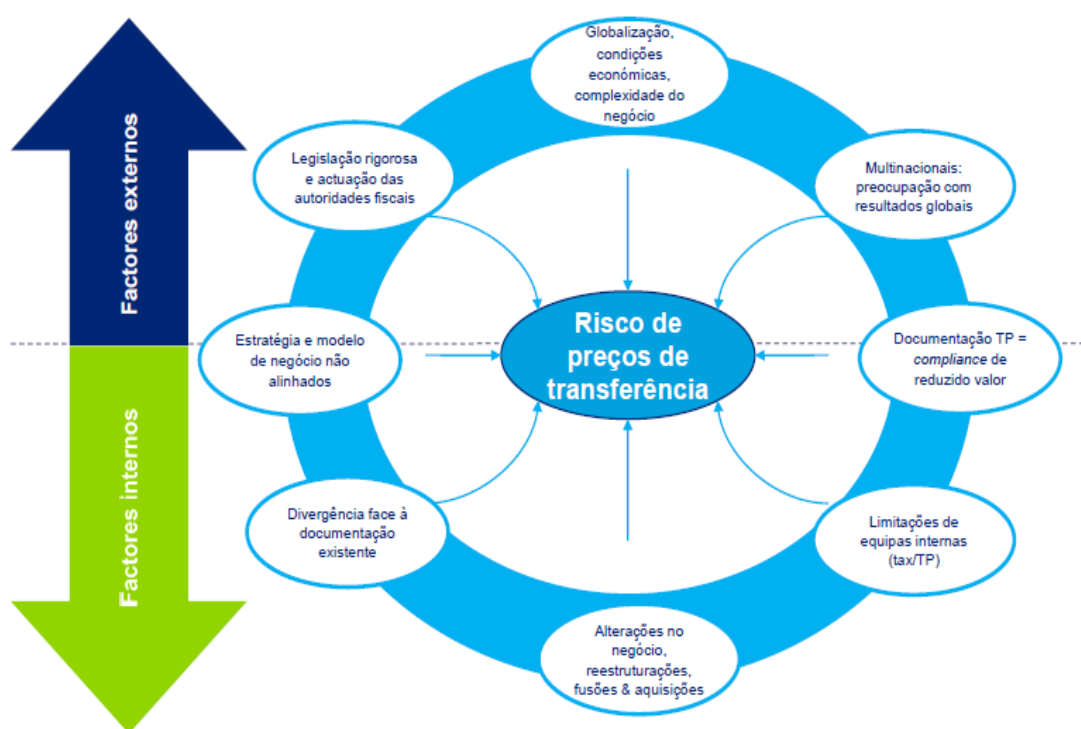 Factores externos
Factores internos
Globalização,
condições
económicas,
complexidade do
negócio
Legislação rigorosa
e actuação das
autoridades fiscais
Multinacionais:
preocupação com
resultados globais
Estratégia e modelo
de negócio não
alinhados
Risco de
preços de
transferência
Documentação TP =
compliance de
reduzido valor
Divergência face à
documentação
existente
Limitações de
equipas internas
(tax/TP)
Alterações no
negócio,
reestruturações,
fusões & aquisições